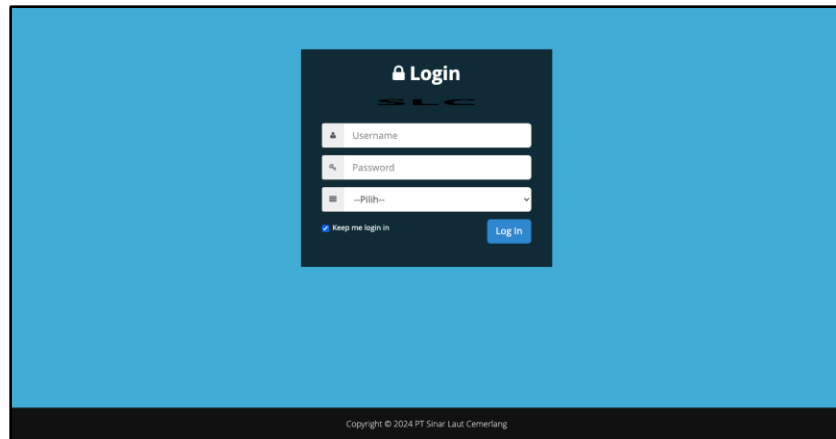 Login
SLC
Username
Password
--Pilih--
Keep me login in
Log In
Copyright © 2024 PT Sinar Laut Cemerlang